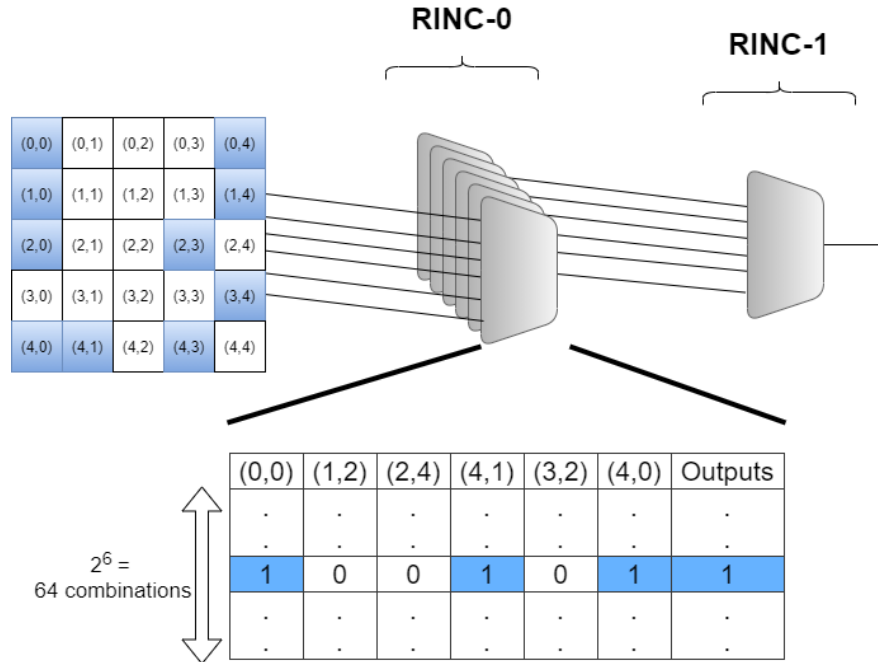 RINC-0
RINC-1
(0,0) (0,1) (0,2) (0,3) (0,4)
(1,0) (1,1) (1,2) (1,3) (1,4)
(2,0) (2,1) (2,2) (2,3) (2,4)
(3,0) (3,1) (3,2) (3,3) (3,4)
(4,0) (4,1) (4,2) (4,3) (4,4)
(0,0) (1,2) (2,4) (4,1) (3,2) (4,0) Outputs
. . . . . . .
. . . . . . .
2^6 =
64 combinations
1 0 0 1 0 1 1
. . . . . . .
. . . . . . .